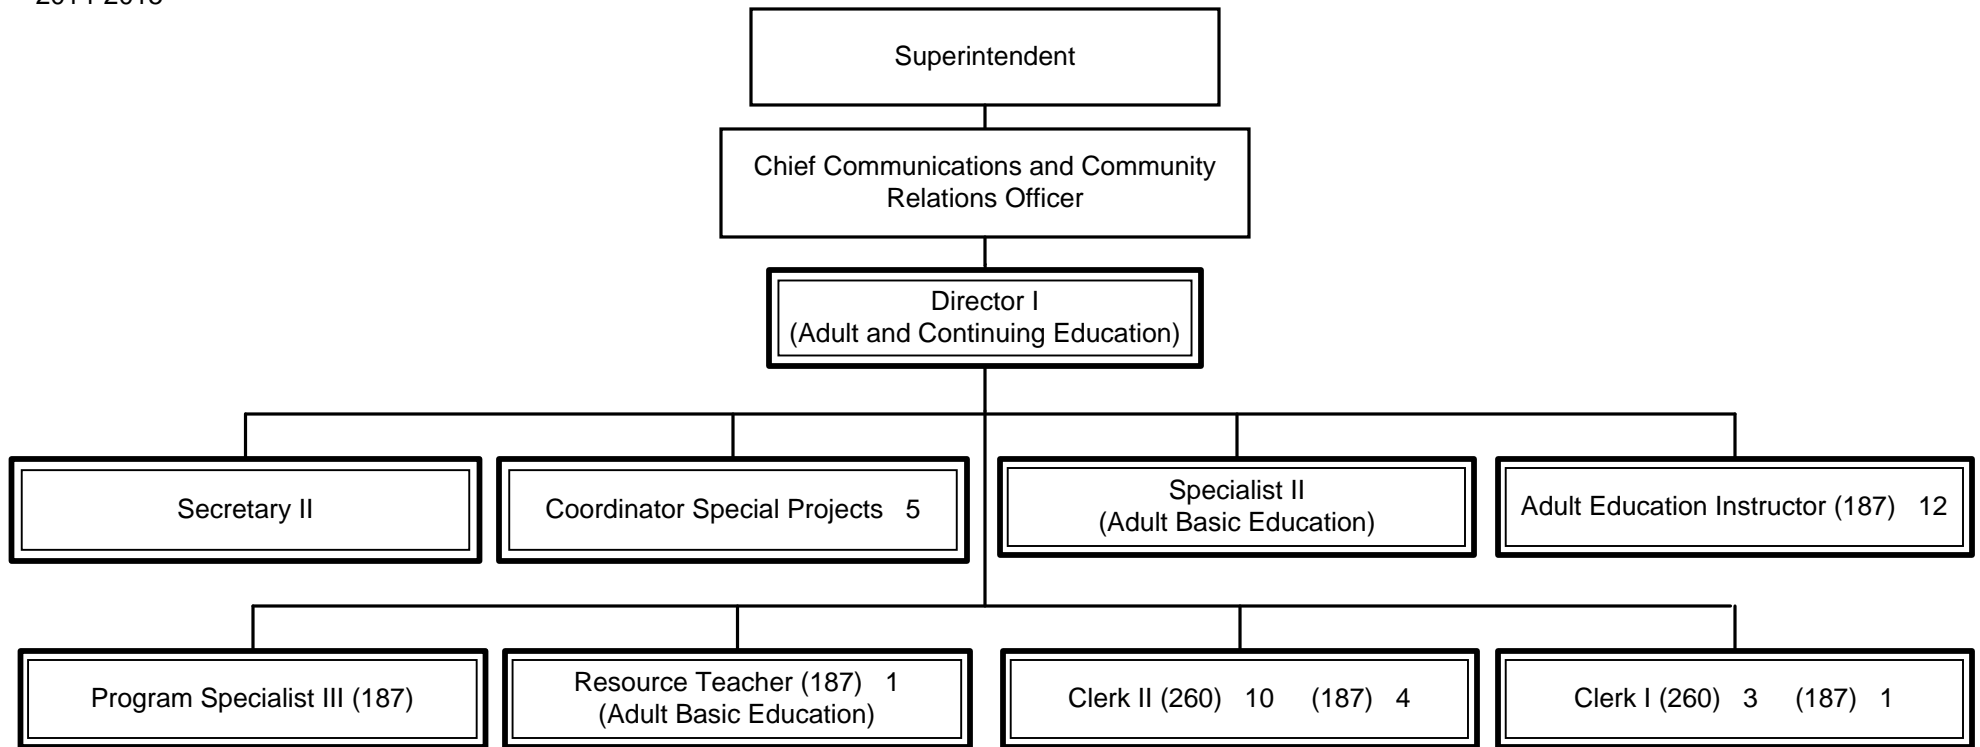 Superintendent
Chief Communications and Community
Relations Officer
Director I
(Adult and Continuing Education)
Secretary II
Coordinator Special Projects   5
Specialist II
(Adult Basic Education)
Adult Education Instructor (187)   12
Program Specialist III (187)
Resource Teacher (187)   1
(Adult Basic Education)
Clerk II (260)   10     (187)   4
Clerk I (260)   3     (187)   1